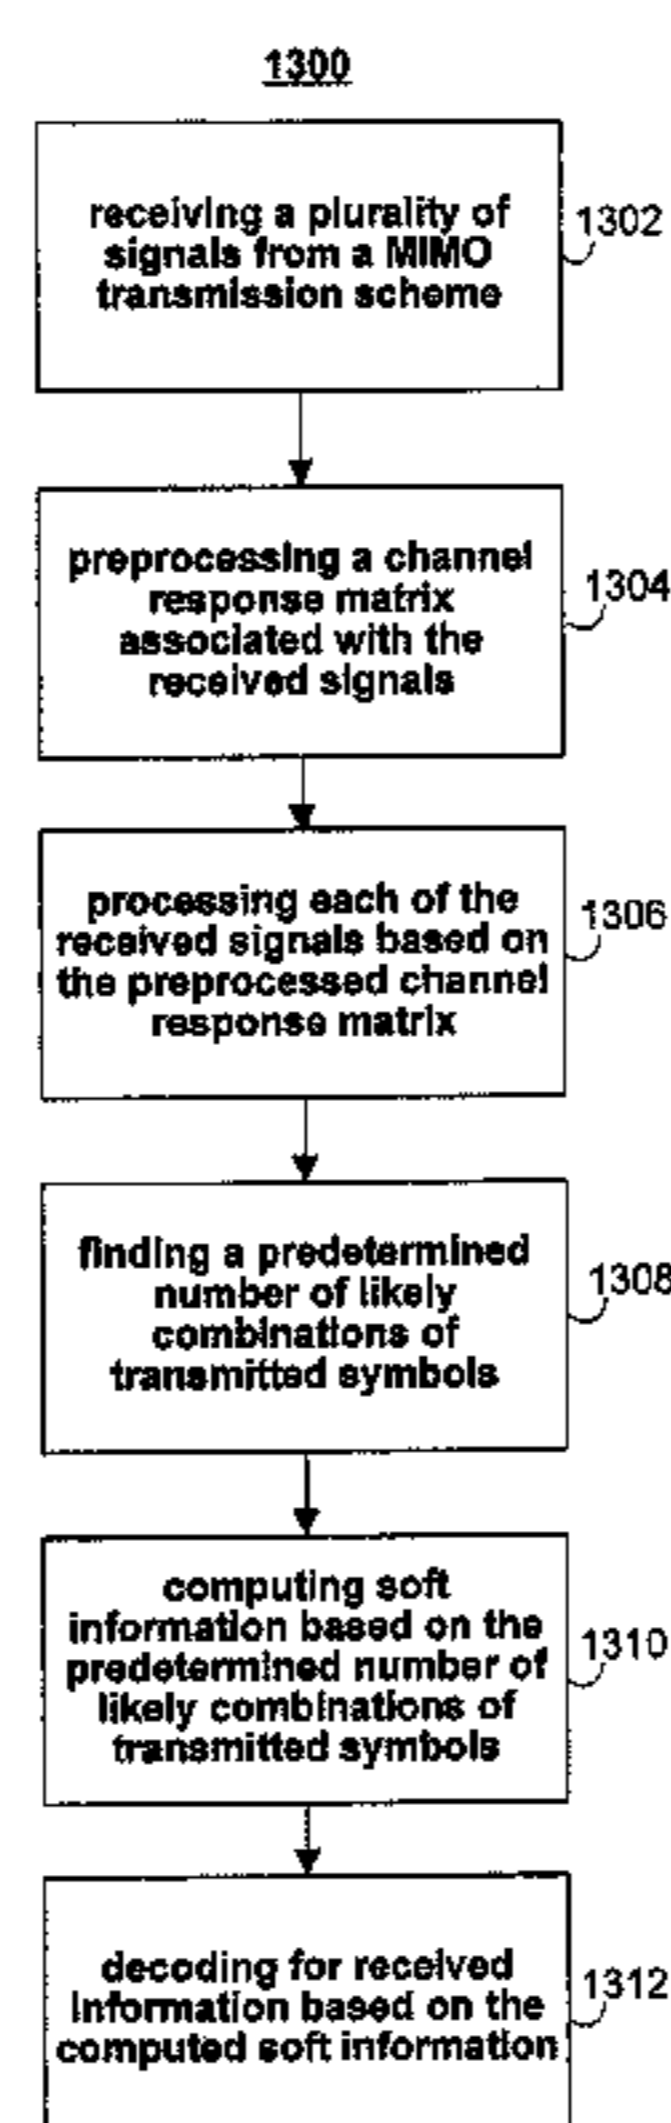 1300
receiving a plurality of
signals from a MIMO
transmission scheme
1302
preprocessing a channel
response matrix
associated with the
received signals
1304
processing each of the
received signals based on
the preprocessed channel
response matrix
1306
finding a predetermined
number of likely
combinations of
transmitted symbols
1308
computing soft
information based on the
predetermined number of
likely combinations of
transmitted symbols
1310
decoding for received
information based on the
computed soft information
1312